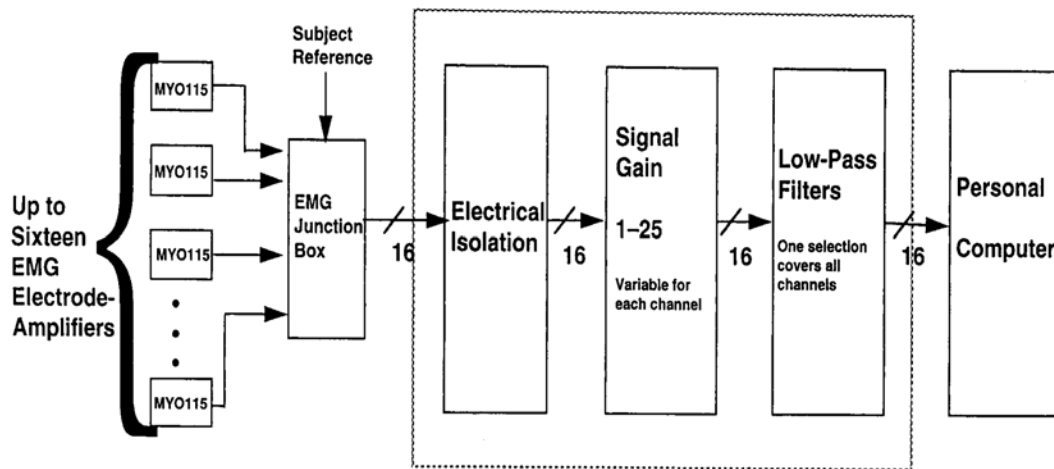 Up to
Sixteen
EMG
Electrode-
Amplifiers
MYO115
MYO115
MYO115
MYO115
Subject
Reference
EMG
Junction
Box
16
Electrical
Isolation
16
Signal
Gain
1–25
Variable for
each channel
16
Low-Pass
Filters
One selection
covers all
channels
16
Personal
Computer